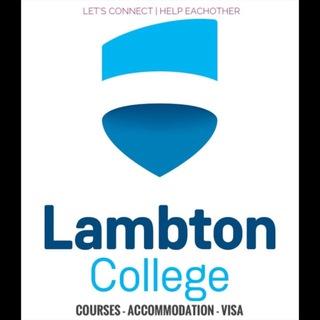 LET'S CONNECT | HELP EACHOTHER
Lambton
College
COURSES - ACCOMMODATION - VISA